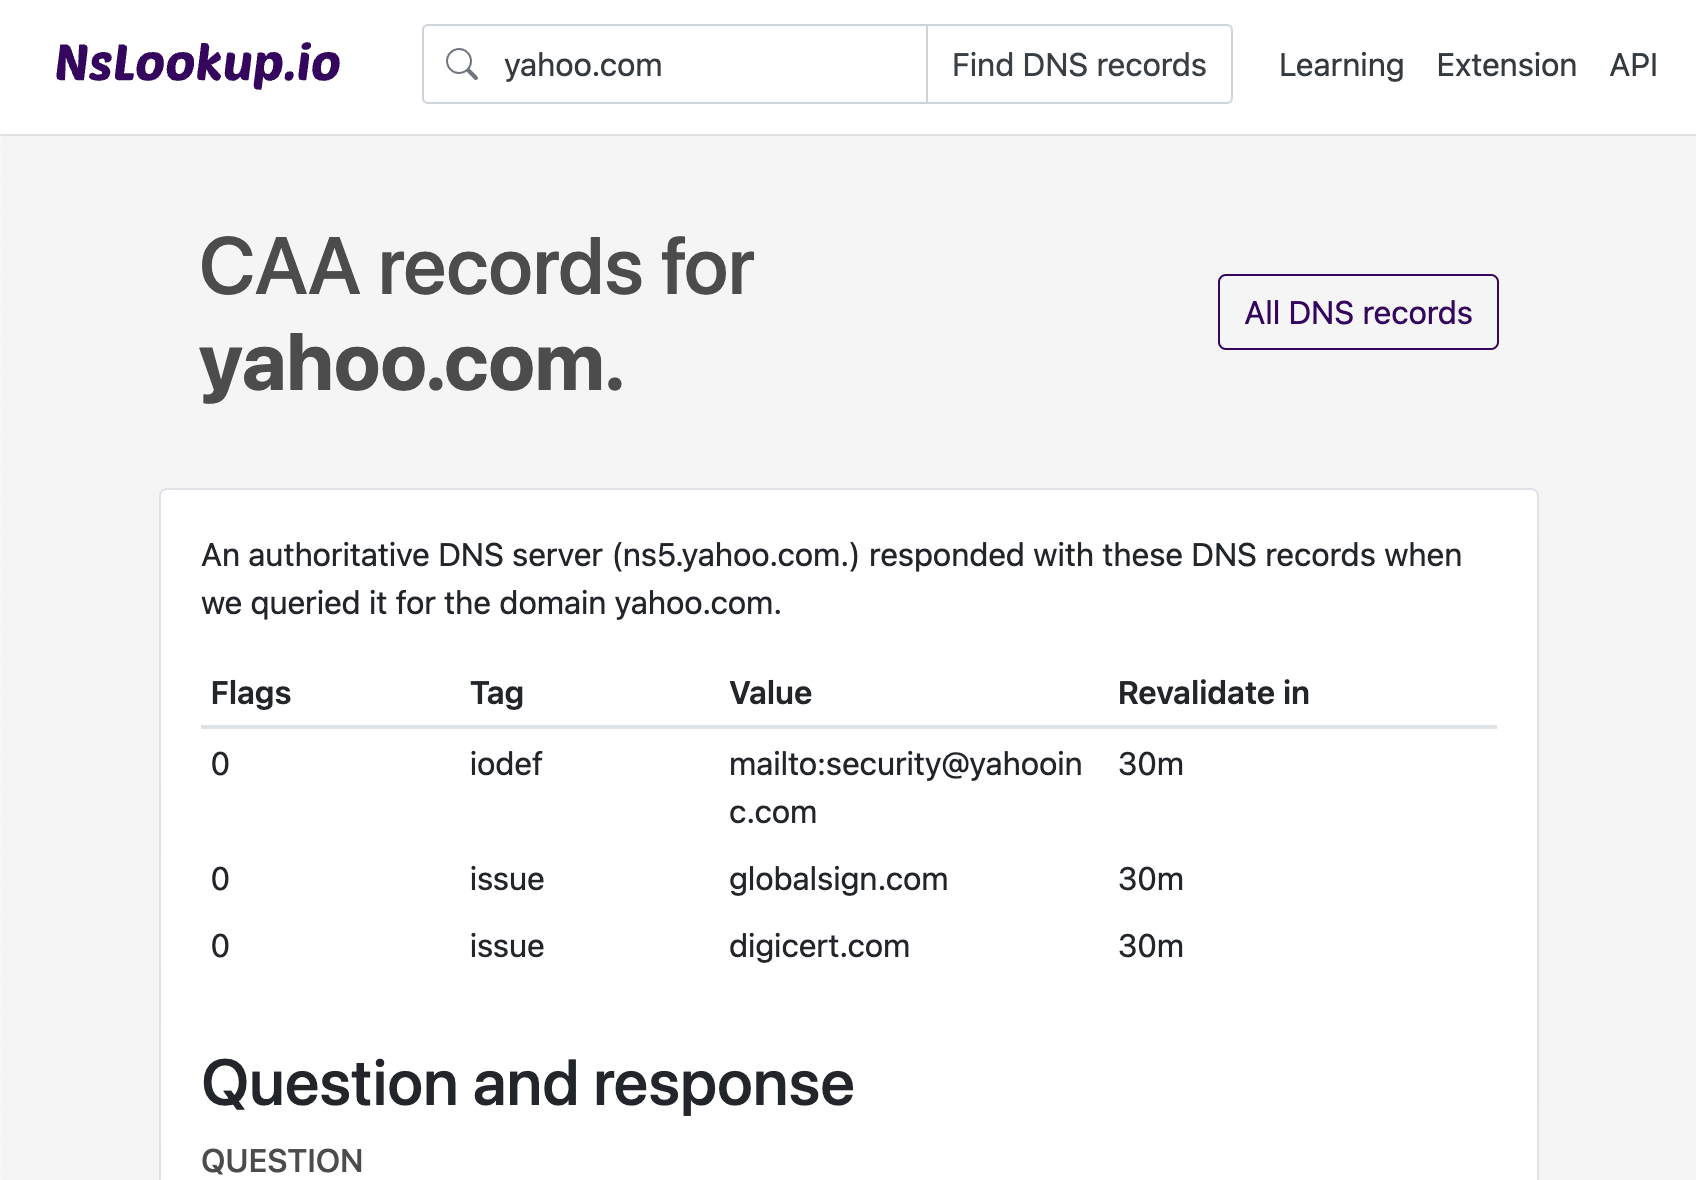 NsLookup.io yahoo.com Find DNS records Learning Extension API
CAA records for
yahoo.com.
All DNS records
An authoritative DNS server (ns5.yahoo.com.) responded with these DNS records when
we queried it for the domain yahoo.com.
Flags Tag Value Revalidate in
0 iodef mailto:security@yahooin 30m
c.com
0 issue globalsign.com 30m
0 issue digicert.com 30m
Question and response
QUESTION